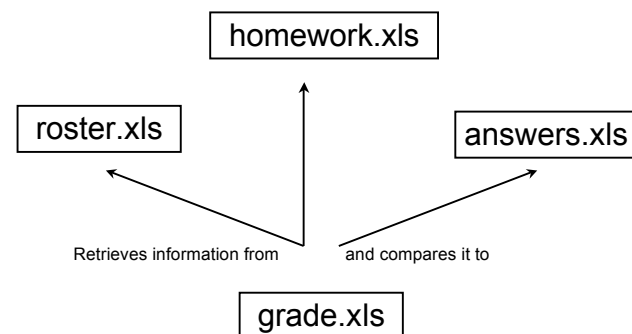 homework.xls
roster.xls
answers.xls
Retrieves information from
and compares it to
grade.xls